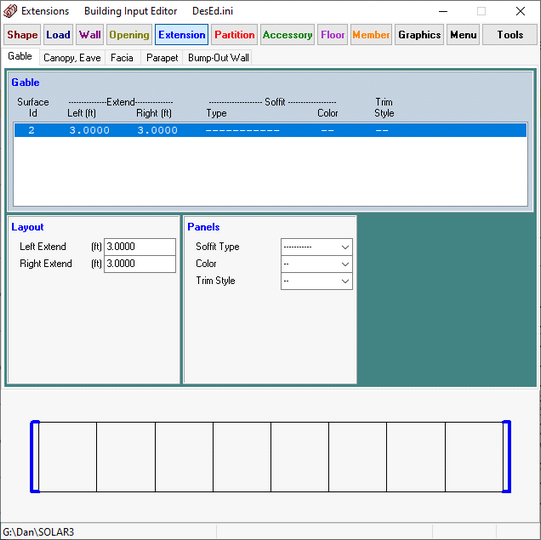 Extensions Building Input Editor DesEd.ini
Shape Load Wall Opening Extension Partition Accessory Floor Member Graphics Menu Tools
Gable Canopy, Eave Facia Parapet Bump-Out Wall
Gable
Surface ---------------Extend--------------- --------------------- Soffit ------------------- Trim
Id Left (ft) Right (ft) Type Color Style
2 3.0000 3.0000 ----------- -- --
Layout
Left Extend (ft) 3.0000
Right Extend (ft) 3.0000
Panels
Soffit Type -----------
Color --
Trim Style --
G:\Dan\SOLAR3